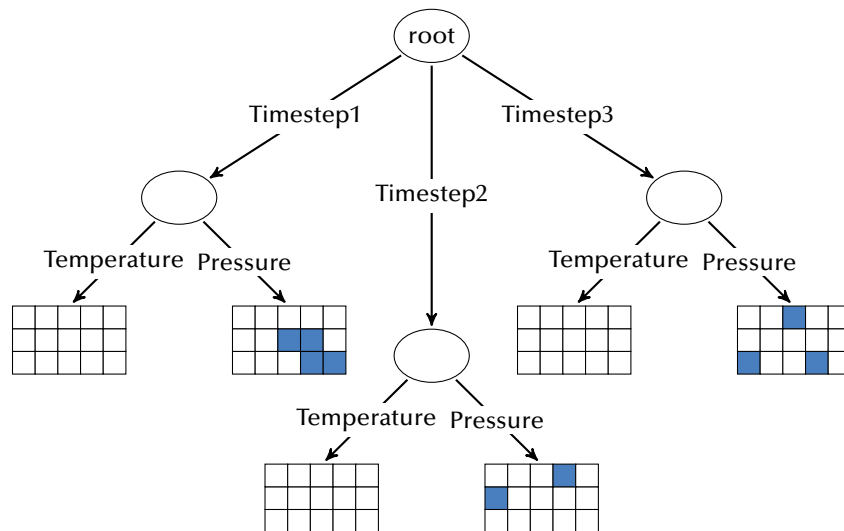 root
Timestep1
Timestep3
Timestep2
Temperature Pressure
Temperature Pressure
Temperature Pressure